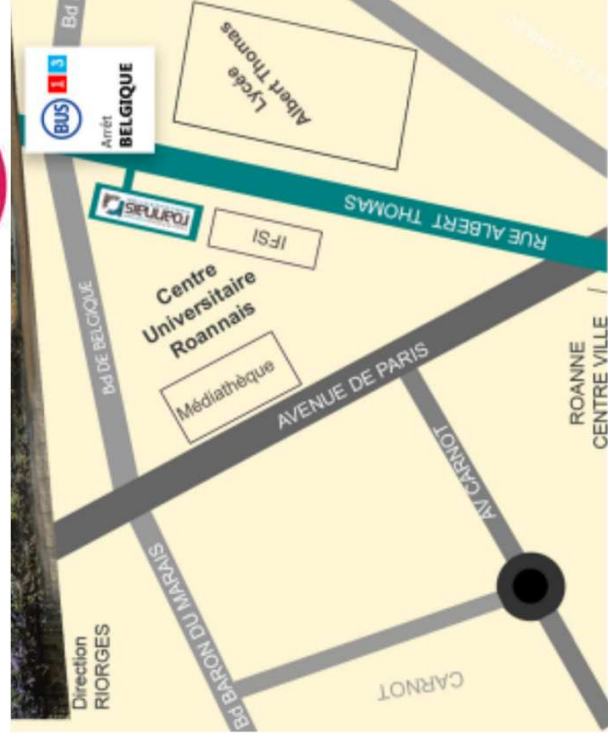 Bd
BUS 1 3
Arrêt
BELGIQUE
Lycée
Albert Thomas
roannais
Bd DE BELGIQUE
IFSI
RUE ALBERT THOMAS
Centre
Universitaire
Roannais
Médiathèque
AVENUE DE PARIS
ROANNE
CENTRE VILLE
AV CARNOT
Bd BARON DU MARAIS
Direction
RIORGES
CARNOT